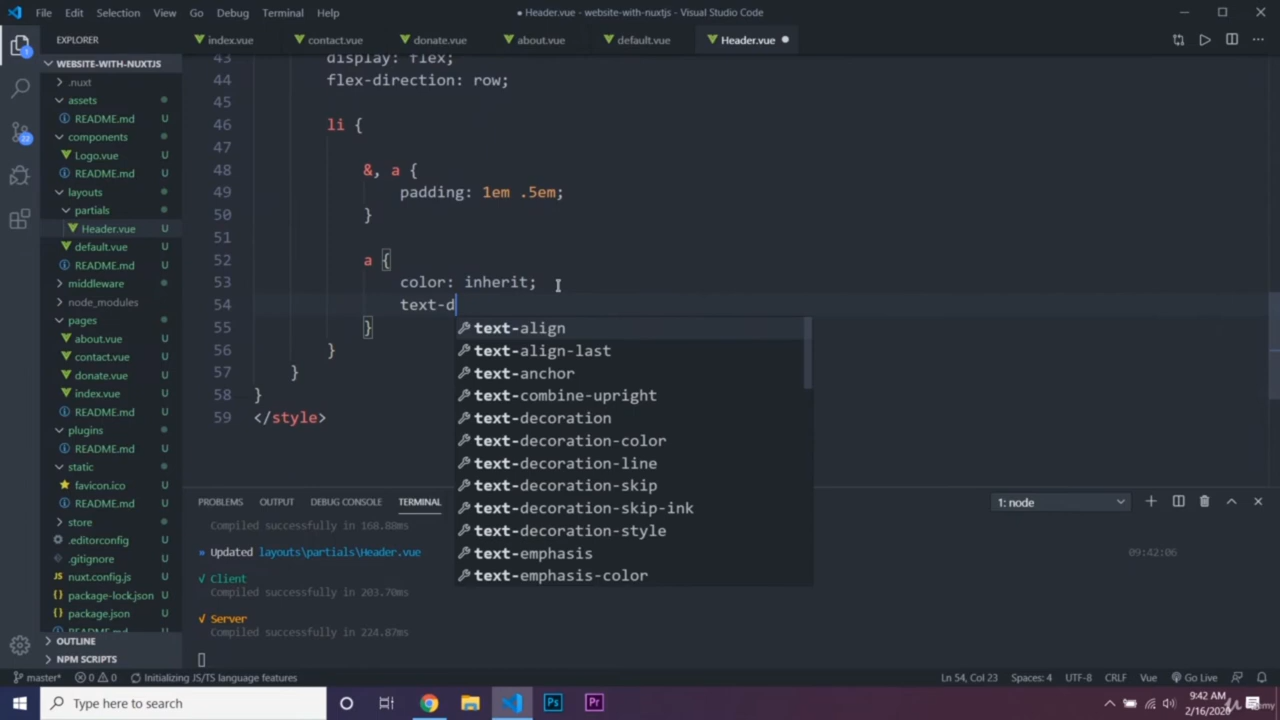 File Edit Selection View Go Debug Terminal Help
● Header.vue - website-with-nuxtjs - Visual Studio Code
EXPLORER
WEBSITE-WITH-NUXTJS
.nuxt
assets
README.md U
components
Logo.vue U
README.md U
layouts
partials
Header.vue U
default.vue U
README.md U
middleware
node_modules
pages
about.vue U
contact.vue U
donate.vue U
index.vue U
README.md U
plugins
README.md U
static
favicon.ico U
README.md U
store
.editorconfig U
.gitignore U
nuxt.config.js U
package-lock.json U
package.json U
README.md U
OUTLINE
NPM SCRIPTS
1
22
index.vue contact.vue donate.vue about.vue default.vue Header.vue
43 display: flex;
44 flex-direction: row;
45
46 li {
47
48 &, a {
49 padding: 1em .5em;
50 }
51
52 a {
53 color: inherit;
54 text-d
55 }
56 }
57 }
58 }
59 </style>
text-align
text-align-last
text-anchor
text-combine-upright
text-decoration
text-decoration-color
text-decoration-line
text-decoration-skip
text-decoration-skip-ink
text-decoration-style
text-emphasis
text-emphasis-color
PROBLEMS OUTPUT DEBUG CONSOLE TERMINAL
1: node
Compiled successfully in 168.88ms
» Updated layouts\partials\Header.vue 09:42:06
√ Client
Compiled successfully in 203.70ms
√ Server
Compiled successfully in 224.87ms
master* 0 0 Initializing JS/TS language features
Ln 54, Col 23 Spaces: 4 UTF-8 CRLF Vue Go Live
Type here to search
Ps
Pr
9:42 AM